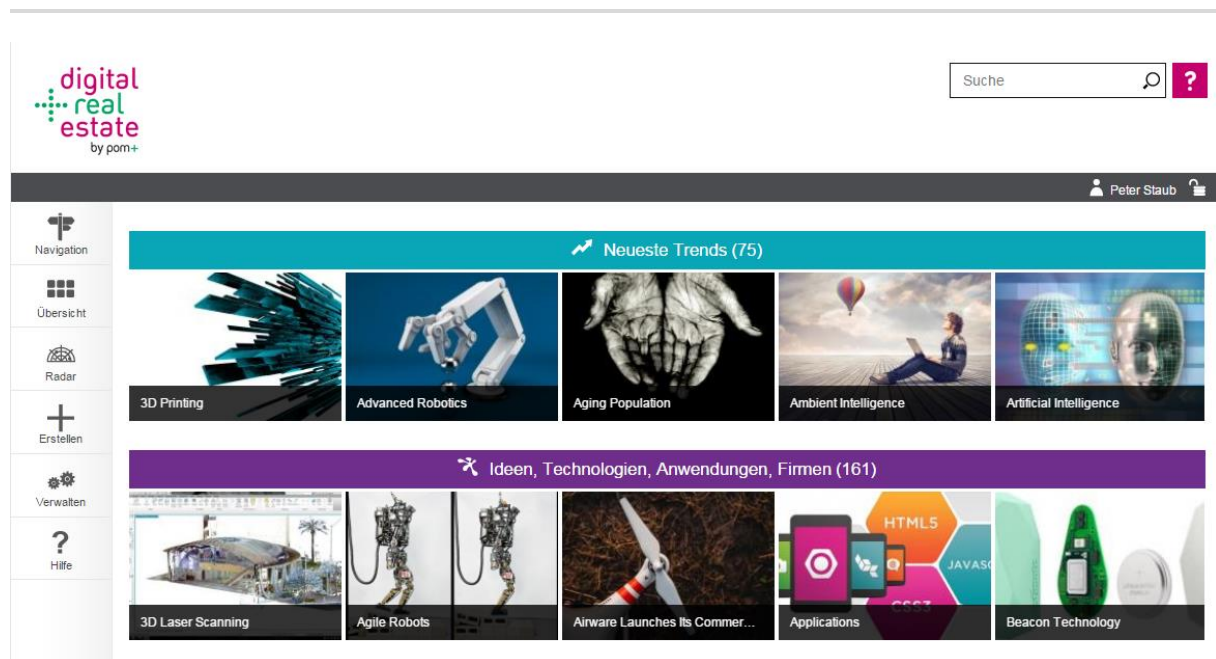 digital
real
estate
by pom+
Suche
?
Peter Staub
Navigation
Übersicht
Radar
Erstellen
Verwalten
?
Hilfe
Neueste Trends (75)
3D Printing
Advanced Robotics
Aging Population
Ambient Intelligence
Artificial Intelligence
Ideen, Technologien, Anwendungen, Firmen (161)
HTML5
JAVASC
CSS3
3D Laser Scanning
Agile Robots
Airware Launches Its Commer...
Applications
Beacon Technology